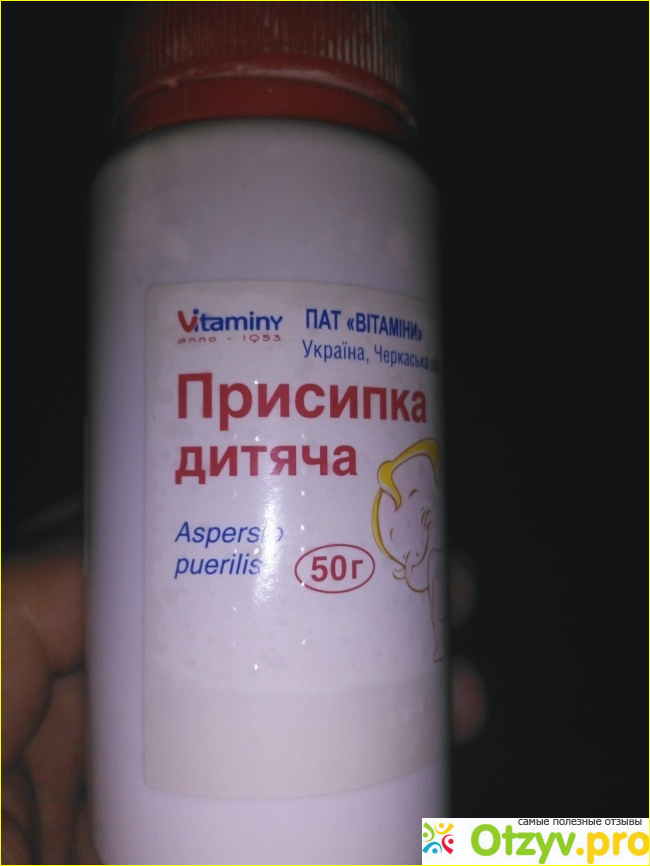 Vitaminy
anno - 1953
ПАТ «ВІТАМІНИ»
Україна, Черкаська
Присипка
дитяча
Aspersio
puerilis
50г
самые полезные отзывы
Otzyv.pro